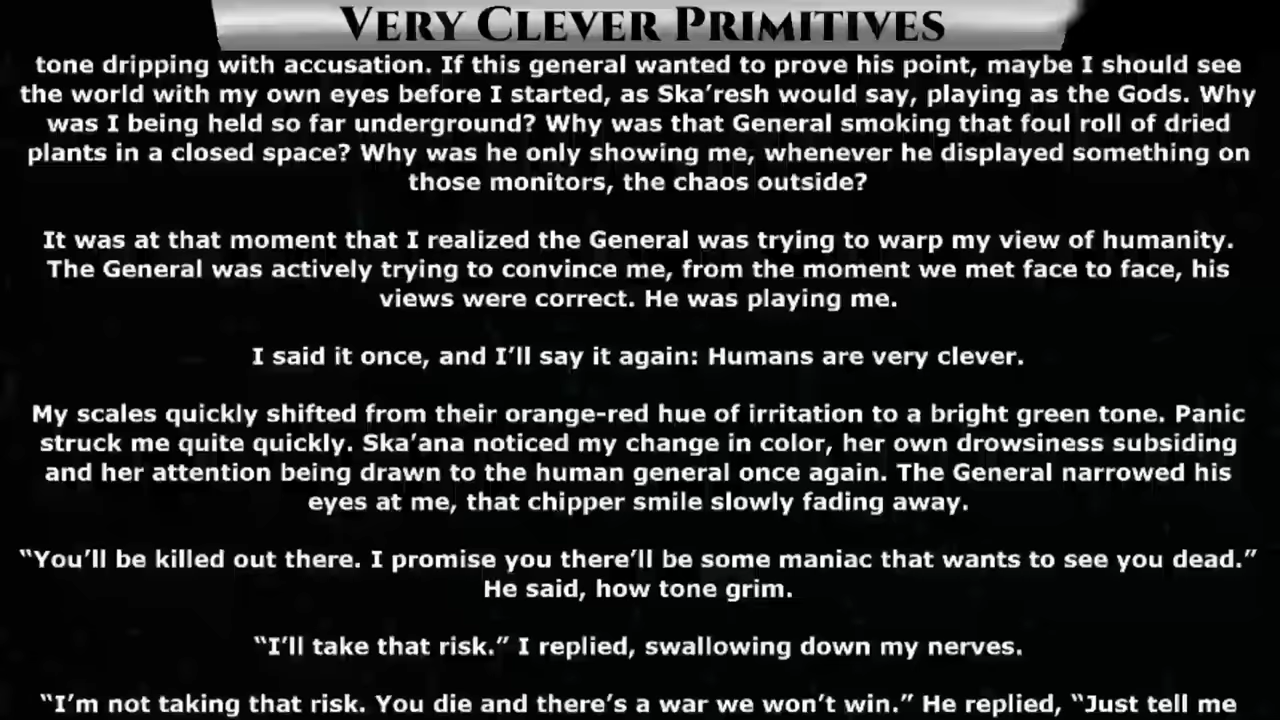 VERY CLEVER PRIMITIVES
tone dripping with accusation. If this general wanted to prove his point, maybe I should see
the world with my own eyes before I started, as Ska’resh would say, playing as the Gods. Why
was I being held so far underground? Why was that General smoking that foul roll of dried
plants in a closed space? Why was he only showing me, whenever he displayed something on
those monitors, the chaos outside?
It was at that moment that I realized the General was trying to warp my view of humanity.
The General was actively trying to convince me, from the moment we met face to face, his
views were correct. He was playing me.
I said it once, and I’ll say it again: Humans are very clever.
My scales quickly shifted from their orange-red hue of irritation to a bright green tone. Panic
struck me quite quickly. Ska’ana noticed my change in color, her own drowsiness subsiding
and her attention being drawn to the human general once again. The General narrowed his
eyes at me, that chipper smile slowly fading away.
“You’ll be killed out there. I promise you there’ll be some maniac that wants to see you dead.”
He said, how tone grim.
“I’ll take that risk.” I replied, swallowing down my nerves.
“I’m not taking that risk. You die and there’s a war we won’t win.” He replied, “Just tell me